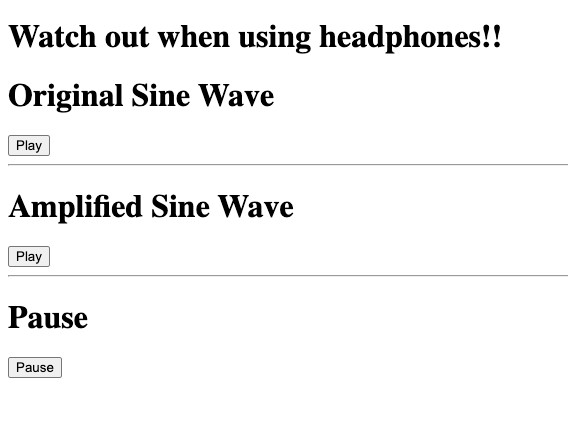 Watch out when using headphones!!
Original Sine Wave
Play
Amplified Sine Wave
Play
Pause
Pause